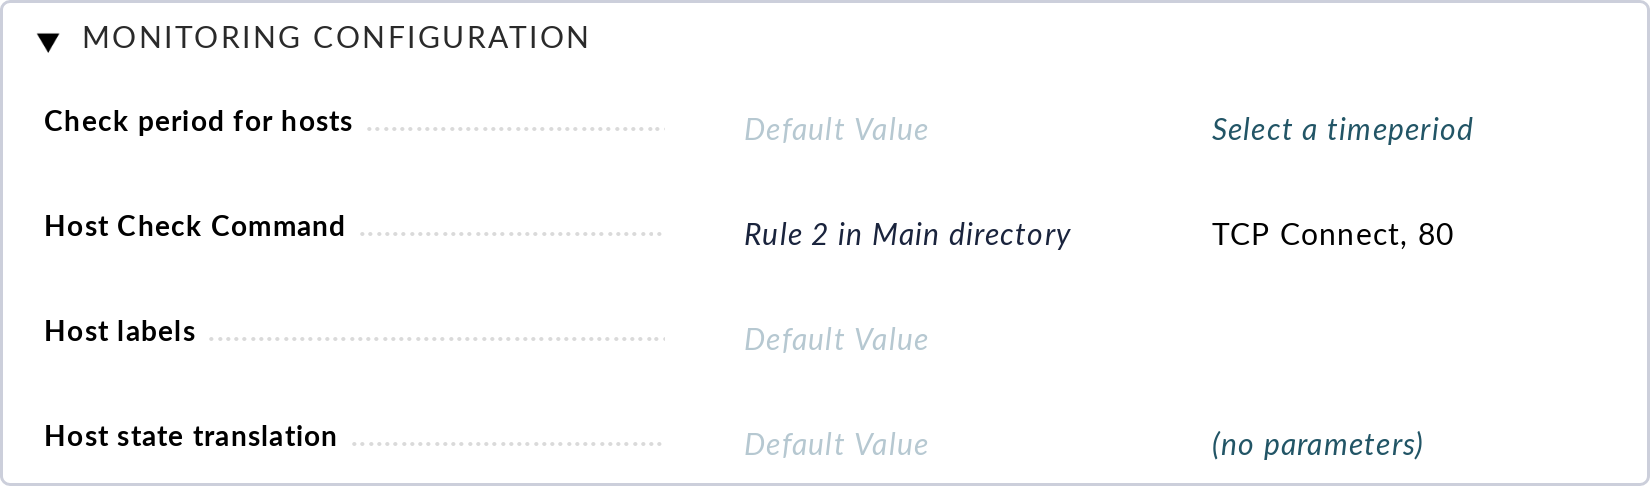 MONITORING CONFIGURATION
Check period for hosts Default Value Select a timeperiod
Host Check Command Rule 2 in Main directory TCP Connect, 80
Host labels Default Value
Host state translation Default Value (no parameters)